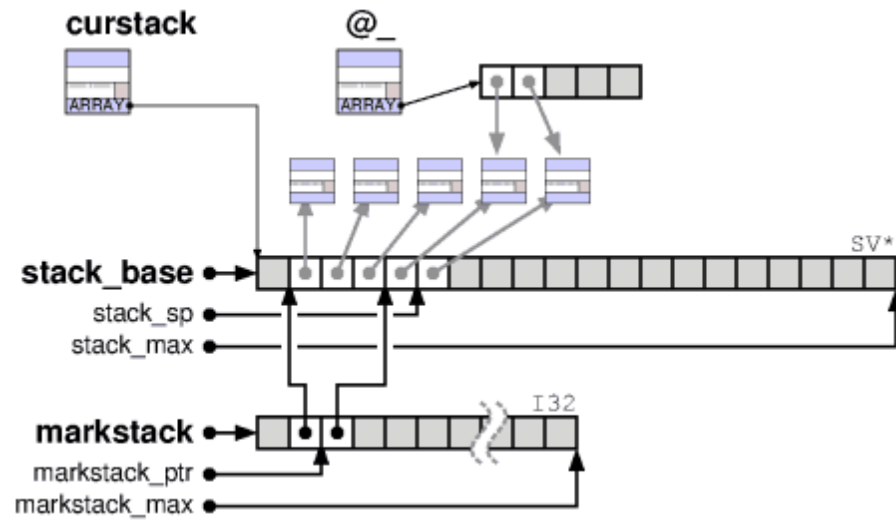 curstack
@_
ARRAY
ARRAY
SV*
stack_base
stack_sp
stack_max
I32
markstack
markstack_ptr
markstack_max